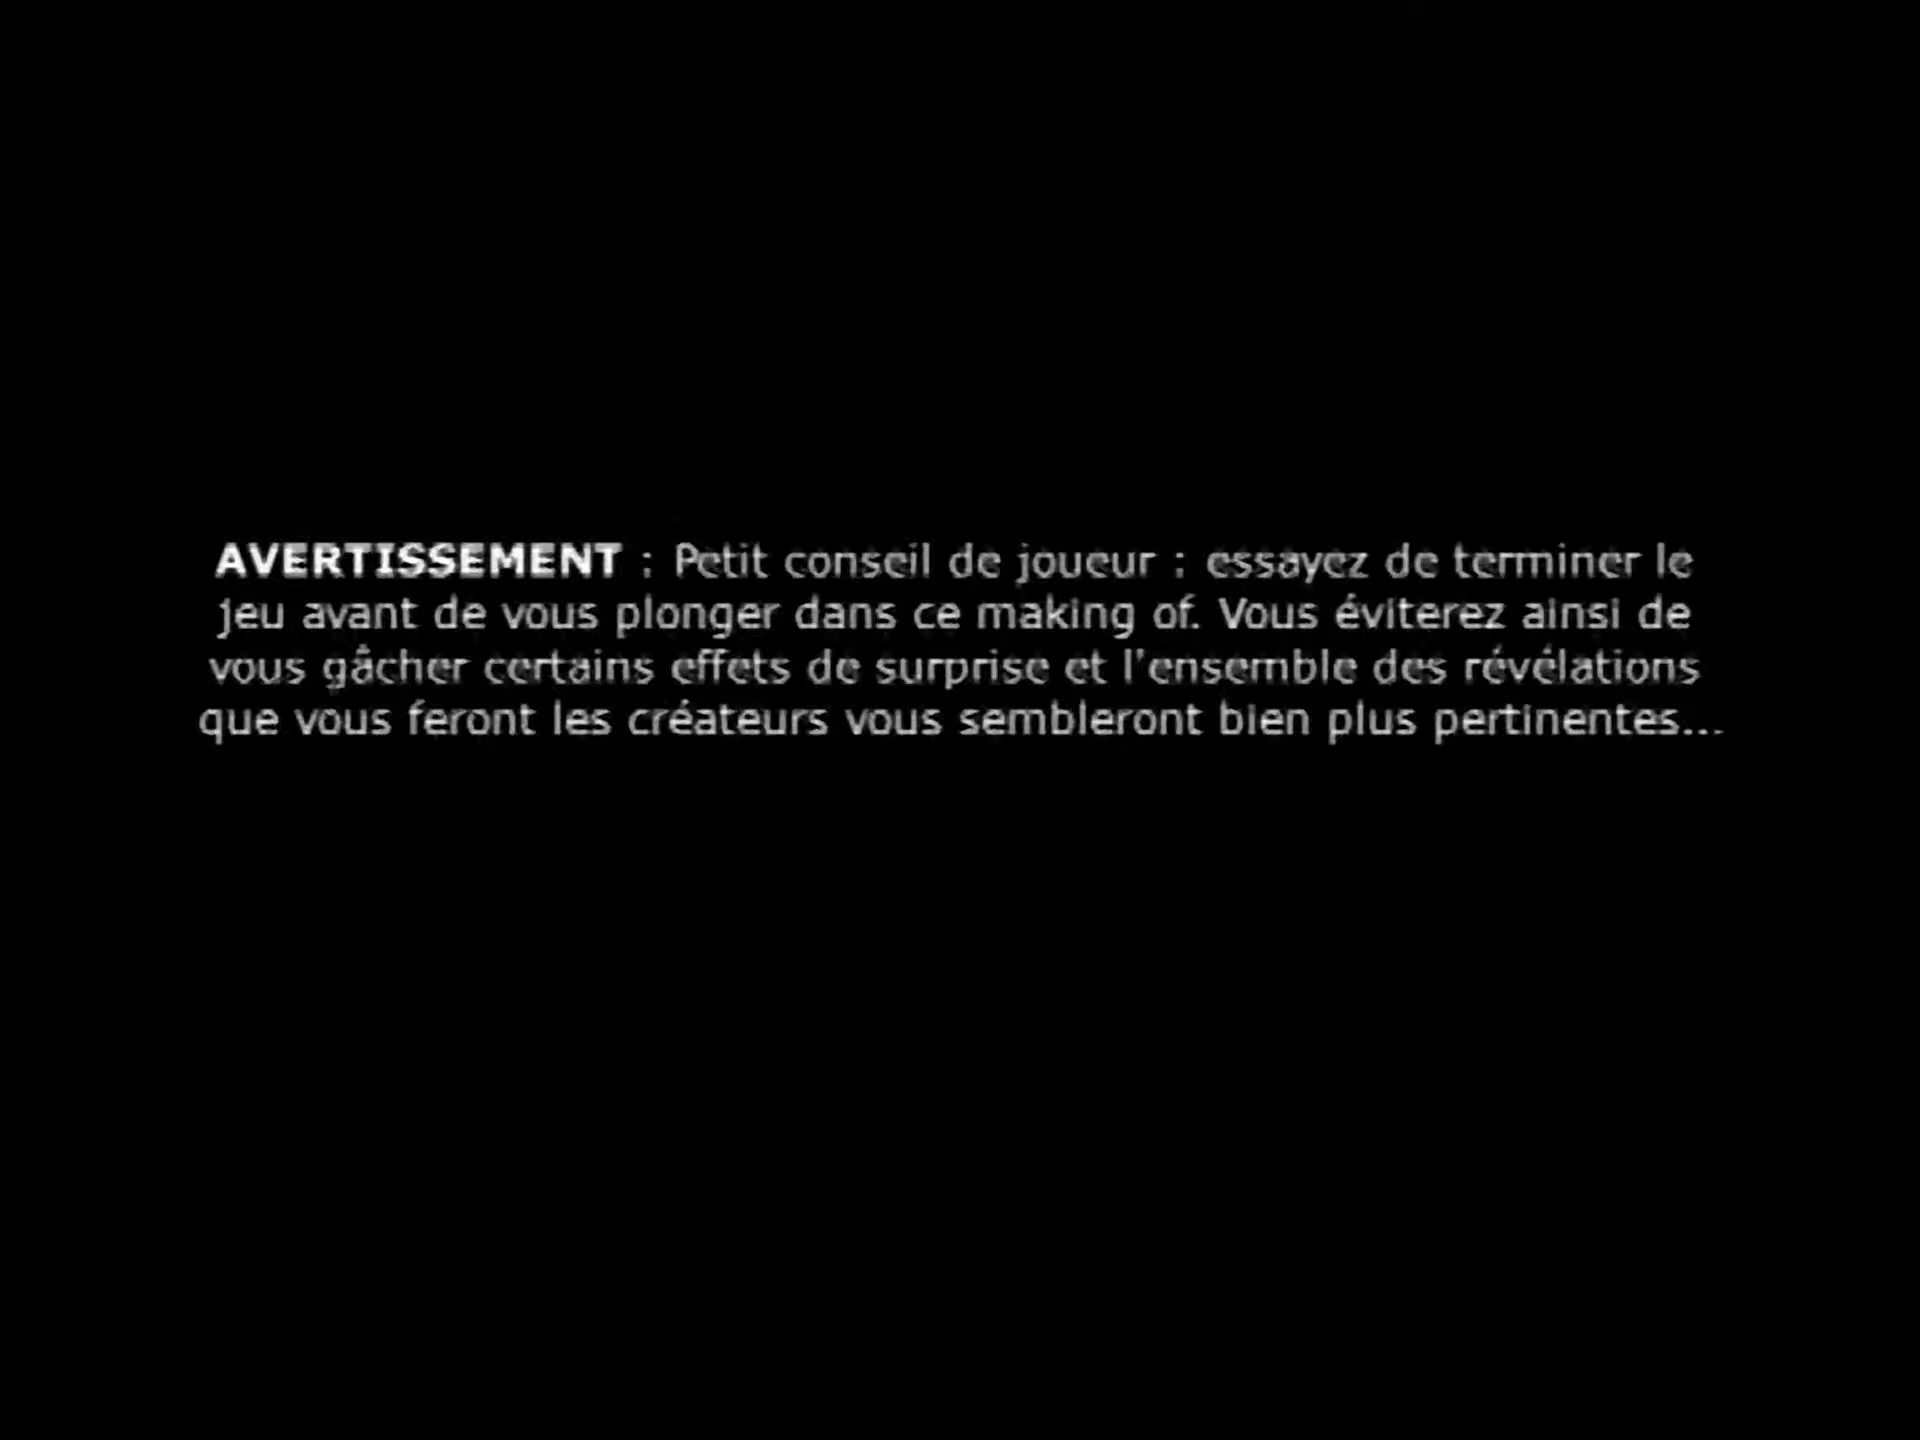 AVERTISSEMENT : Petit conseil de joueur : essayez de terminer le
jeu avant de vous plonger dans ce making of. Vous éviterez ainsi de
vous gâcher certains effets de surprise et l'ensemble des révélations
que vous feront les créateurs vous sembleront bien plus pertinentes...